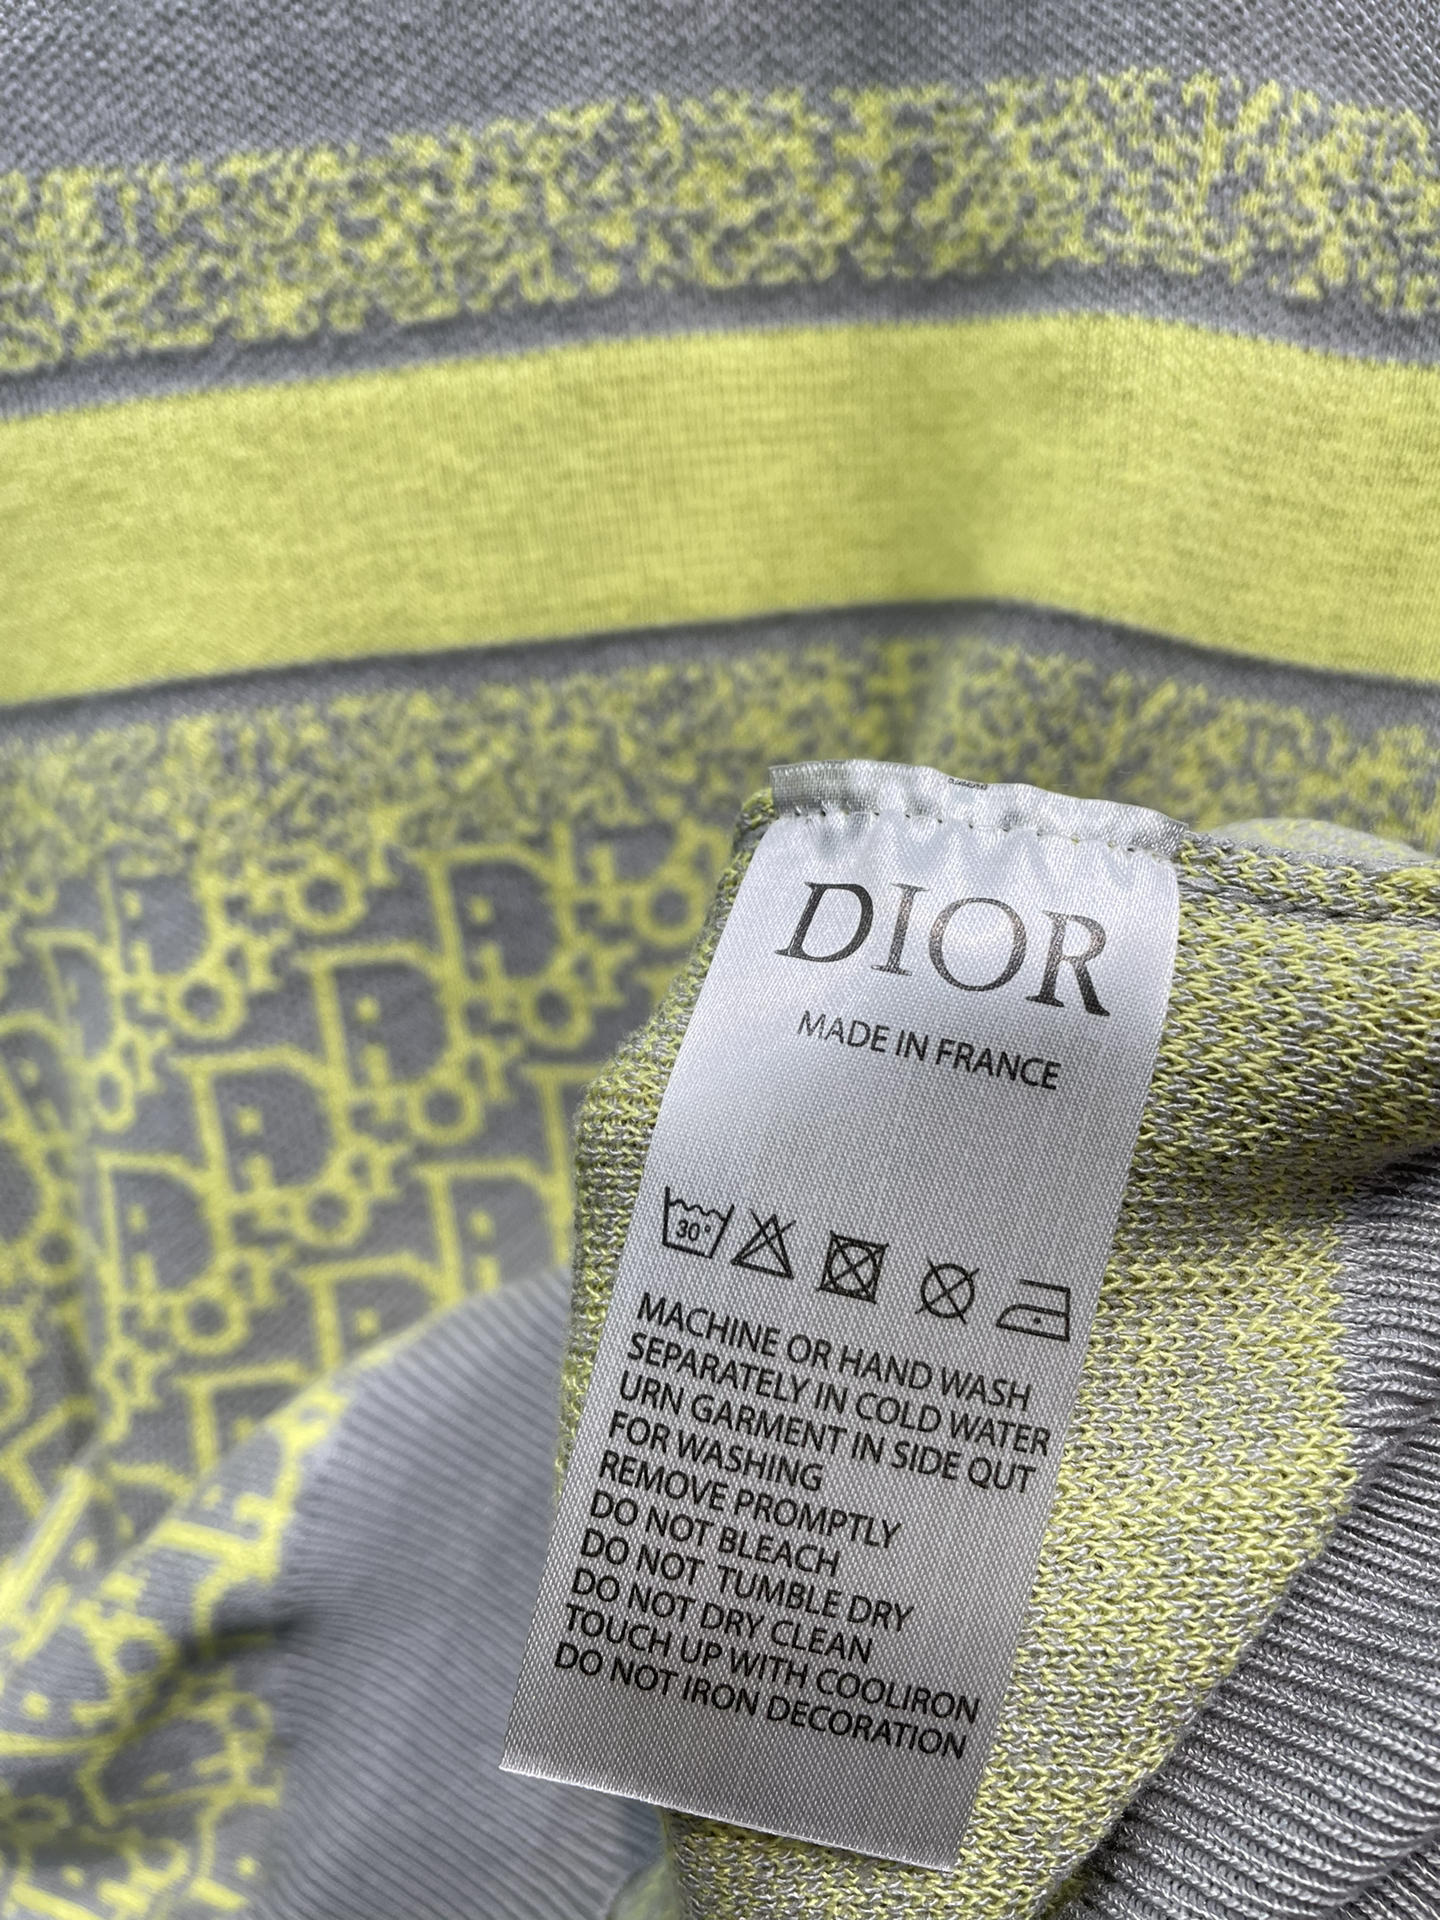 DIOR
MADE IN FRANCE
30°
MACHINE OR HAND WASH
SEPARATELY IN COLD WATER
URN GARMENT IN SIDE QUT
FOR WASHING
REMOVE PROMPTLY
DO NOT BLEACH
DO NOT TUMBLE DRY
DO NOT DRY CLEAN
TOUCH UP WITH COOLIRON
DO NOT IRON DECORATION